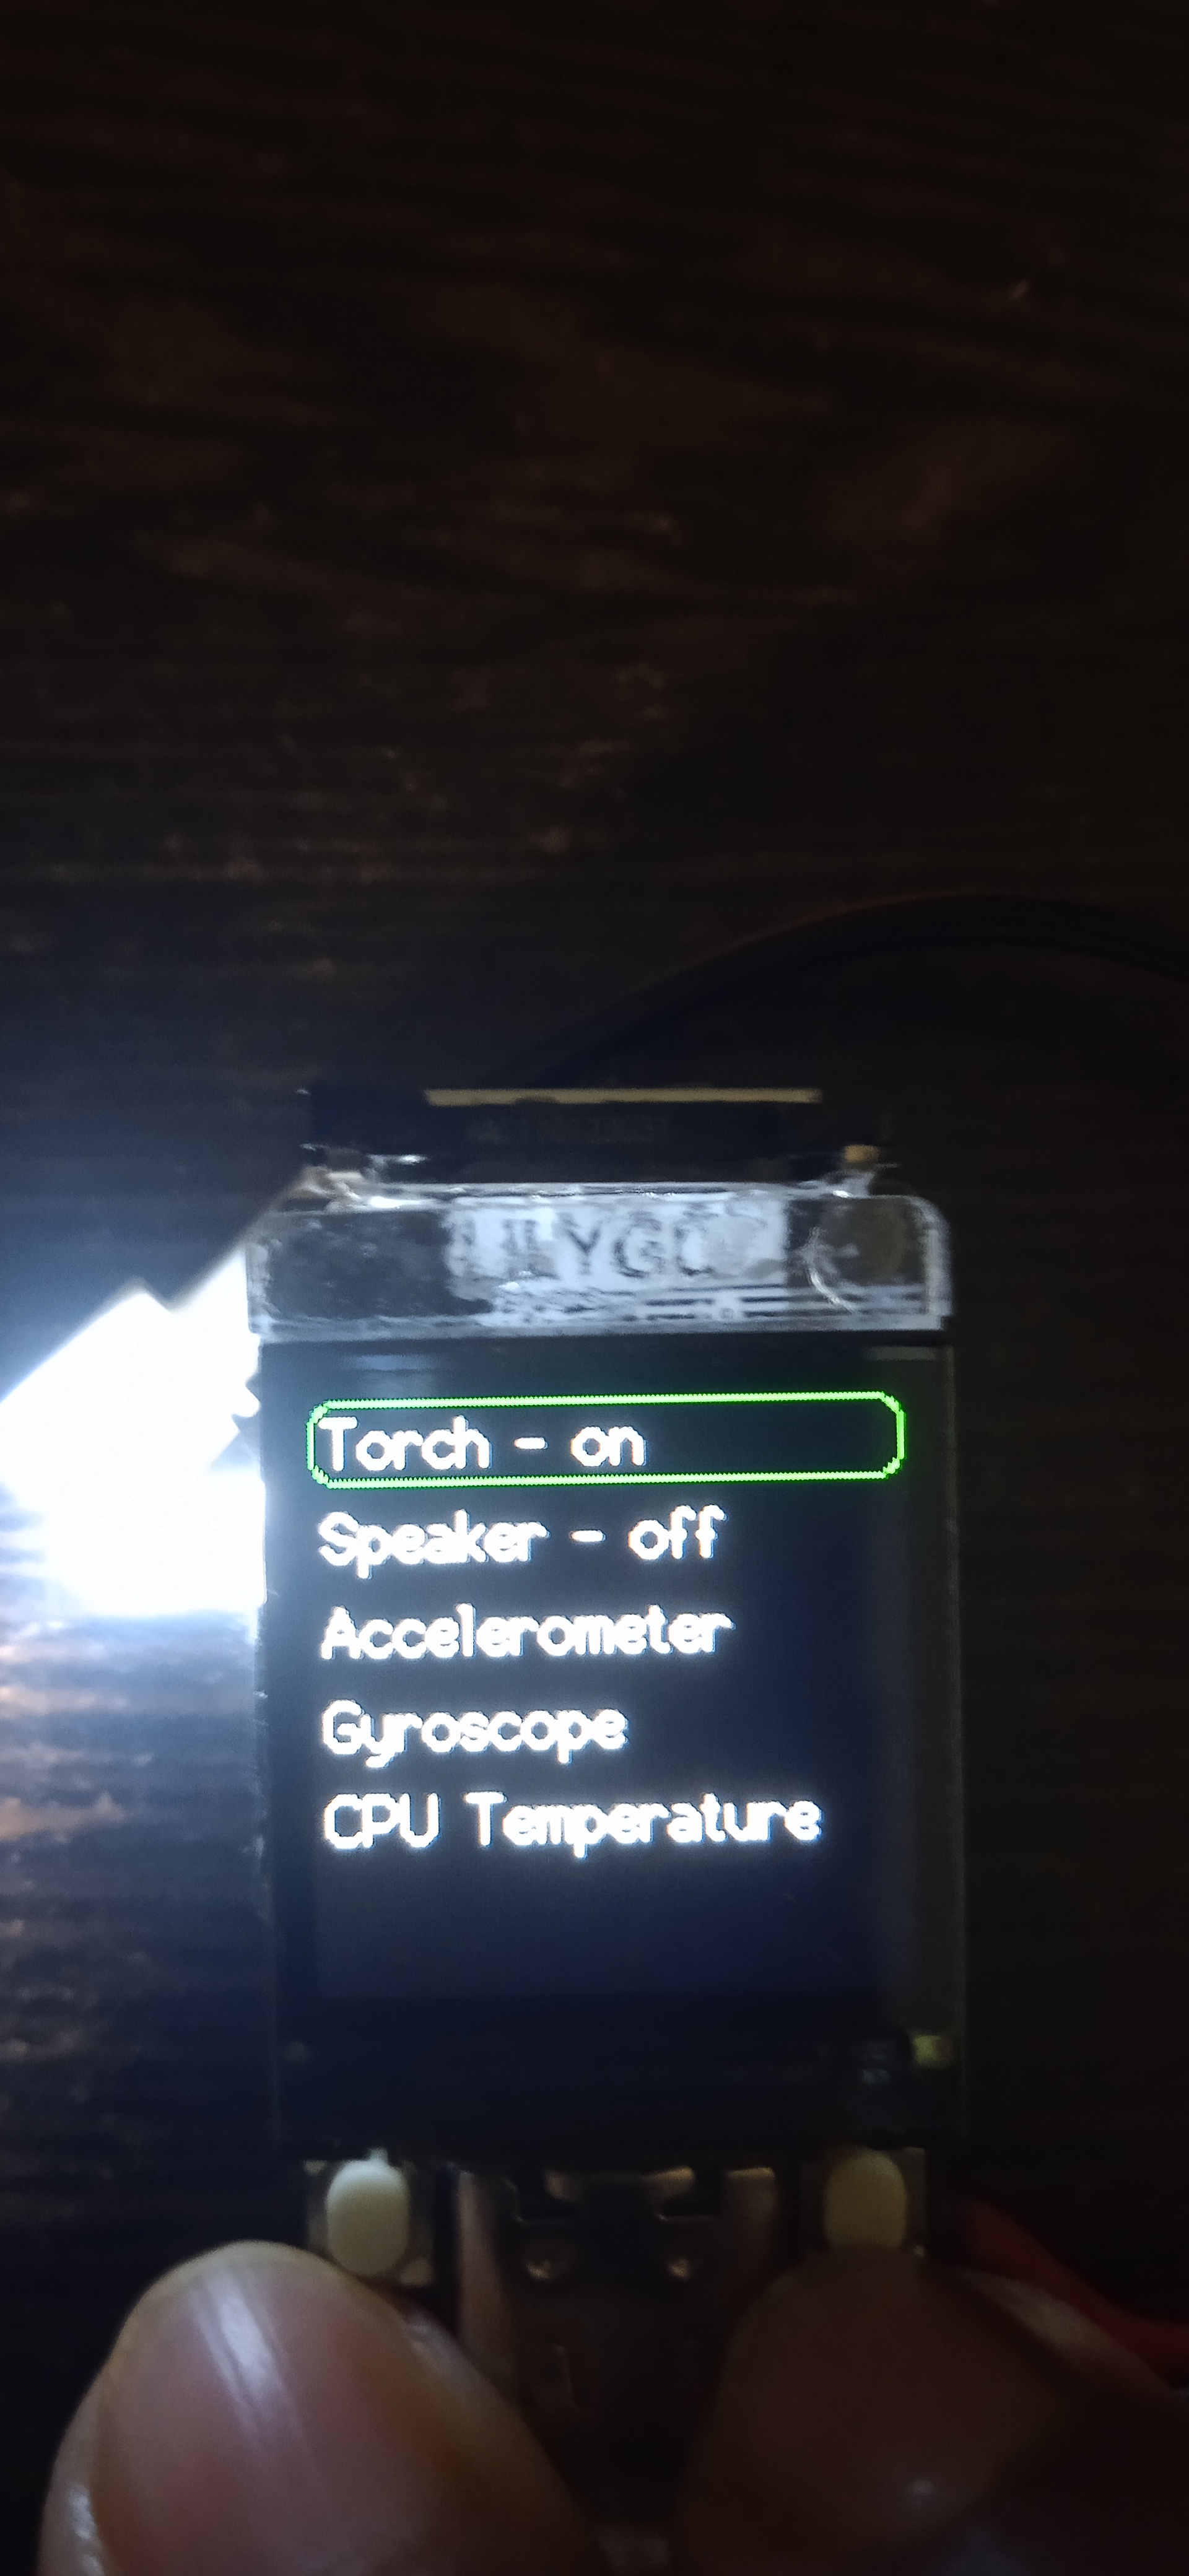 Torch - on
Speaker - off
Accelerometer
Gyroscope
CPU Temperature